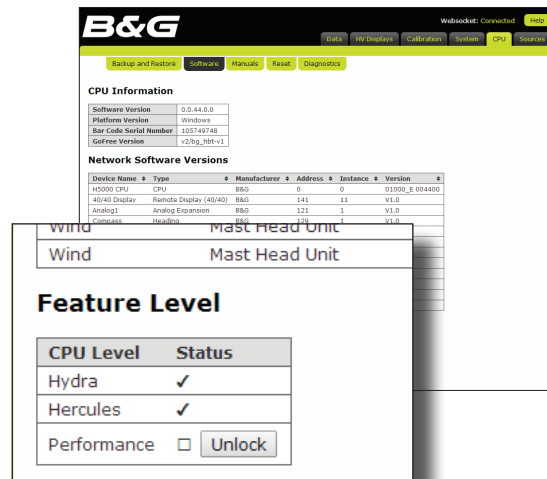 B&G
Websocket: Connected Help
Data HV Displays Calibration System CPU Sources
Backup and Restore Software Manuals Reset Diagnostics
CPU Information
Software Version 0.0.44.0.0
Platform Version Windows
Bar Code Serial Number 105749748
GoFree Version v2/bg_hbt-v1
Network Software Versions
Device Name Type Manufacturer Address Instance Version
H5000 CPU CPU B&G 0 0 01000_E 004400
40/40 Display Remote Display (40/40) B&G 141 11 V1.0
Analog1 Analog Expansion B&G 121 1 V1.0
Compass Heading B&G 129 1 V1.0
Wind Mast Head Unit
Wind Mast Head Unit
Feature Level
CPU Level Status
Hydra ✓
Hercules ✓
Performance ☐ Unlock